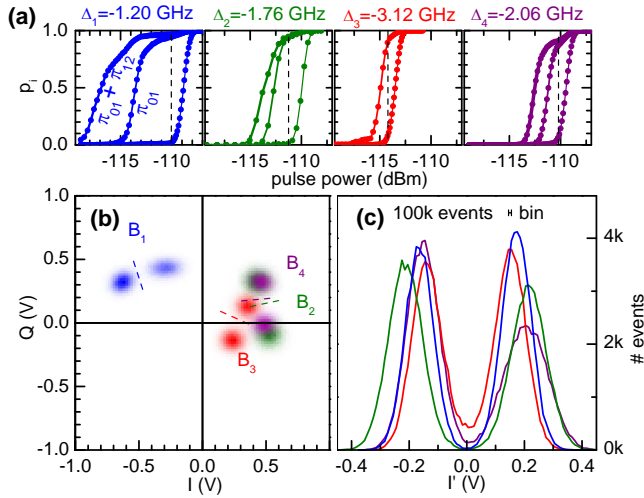 (a)
Δ₁=-1.20 GHz
Δ₂=-1.76 GHz
Δ₃=-3.12 GHz
Δ₄=-2.06 GHz
pᵢ
1.0
0.5
0.0
π₀₁ + π₁₂
π₀₁
-115 -110 -115 -110 -115 -110 -115 -110
pulse power (dBm)
(b)
1.0
0.5
0.0
-0.5
-1.0
Q (V)
B₁
B₄
B₂
B₃
-1.0 -0.5 0.0 0.5
I (V)
(c)
100k events
bin
4k
2k
0k
# events
-0.4 -0.2 0.0 0.2 0.4
I' (V)